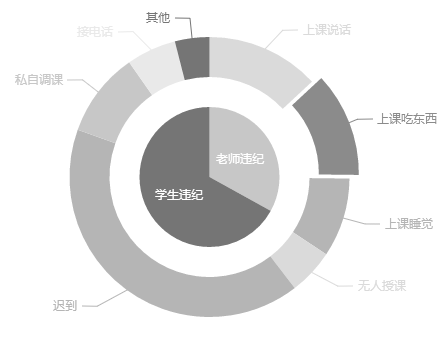 其他
接电话
上课说话
私自调课
上课吃东西
老师违纪
学生违纪
上课睡觉
无人授课
迟到